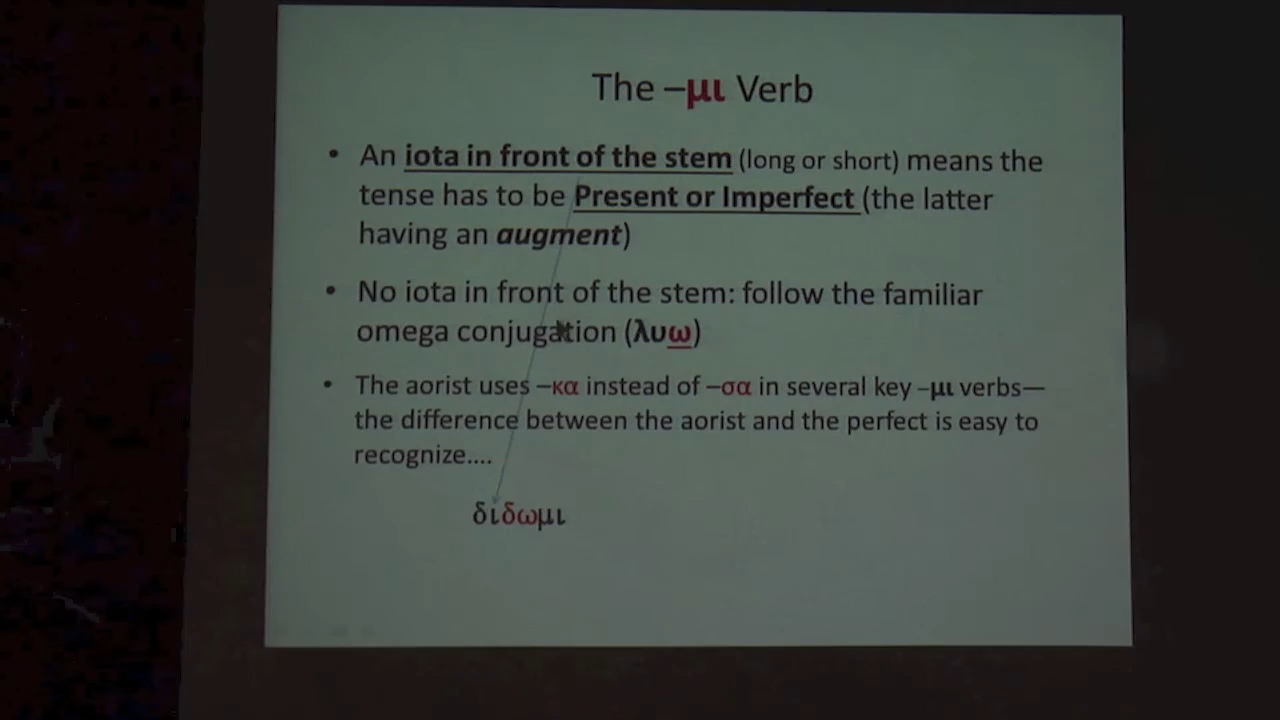 The –μι Verb
• An iota in front of the stem (long or short) means the
tense has to be Present or Imperfect (the latter
having an augment)
• No iota in front of the stem: follow the familiar
omega conjugation (λυω)
• The aorist uses –κα instead of –σα in several key –μι verbs—
the difference between the aorist and the perfect is easy to
recognize....
διδωμι